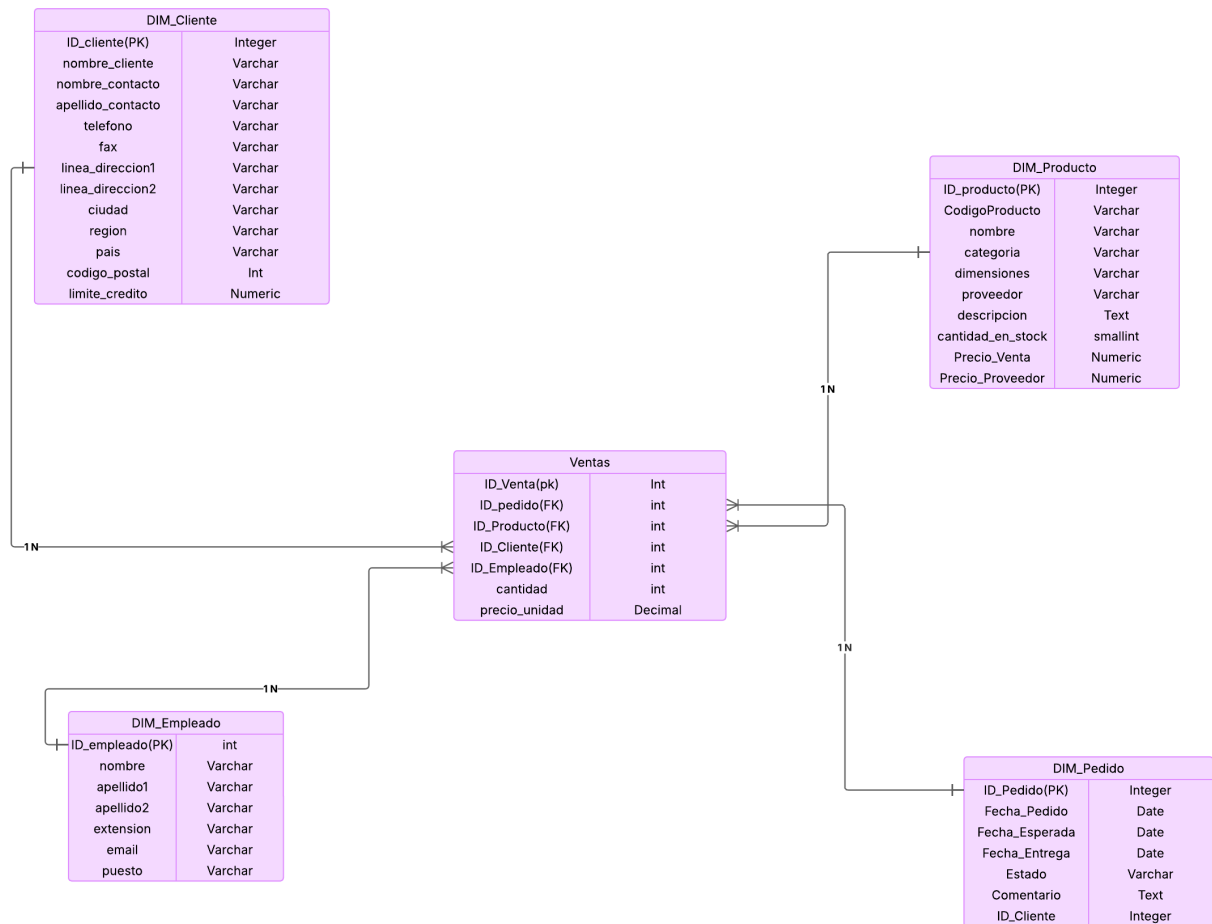 DIM_Cliente
ID_cliente(PK) Integer
nombre_cliente Varchar
nombre_contacto Varchar
apellido_contacto Varchar
telefono Varchar
fax Varchar
linea_direccion1 Varchar
linea_direccion2 Varchar
ciudad Varchar
region Varchar
pais Varchar
codigo_postal Int
limite_credito Numeric
DIM_Producto
ID_producto(PK) Integer
CodigoProducto Varchar
nombre Varchar
categoria Varchar
dimensiones Varchar
proveedor Varchar
descripcion Text
cantidad_en_stock smallint
Precio_Venta Numeric
Precio_Proveedor Numeric
1N
Ventas
ID_Venta(pk) Int
ID_pedido(FK) int
ID_Producto(FK) int
ID_Cliente(FK) int
ID_Empleado(FK) int
cantidad int
precio_unidad Decimal
1N
1N
1N
DIM_Empleado
ID_empleado(PK) int
nombre Varchar
apellido1 Varchar
apellido2 Varchar
extension Varchar
email Varchar
puesto Varchar
DIM_Pedido
ID_Pedido(PK) Integer
Fecha_Pedido Date
Fecha_Esperada Date
Fecha_Entrega Date
Estado Varchar
Comentario Text
ID_Cliente Integer